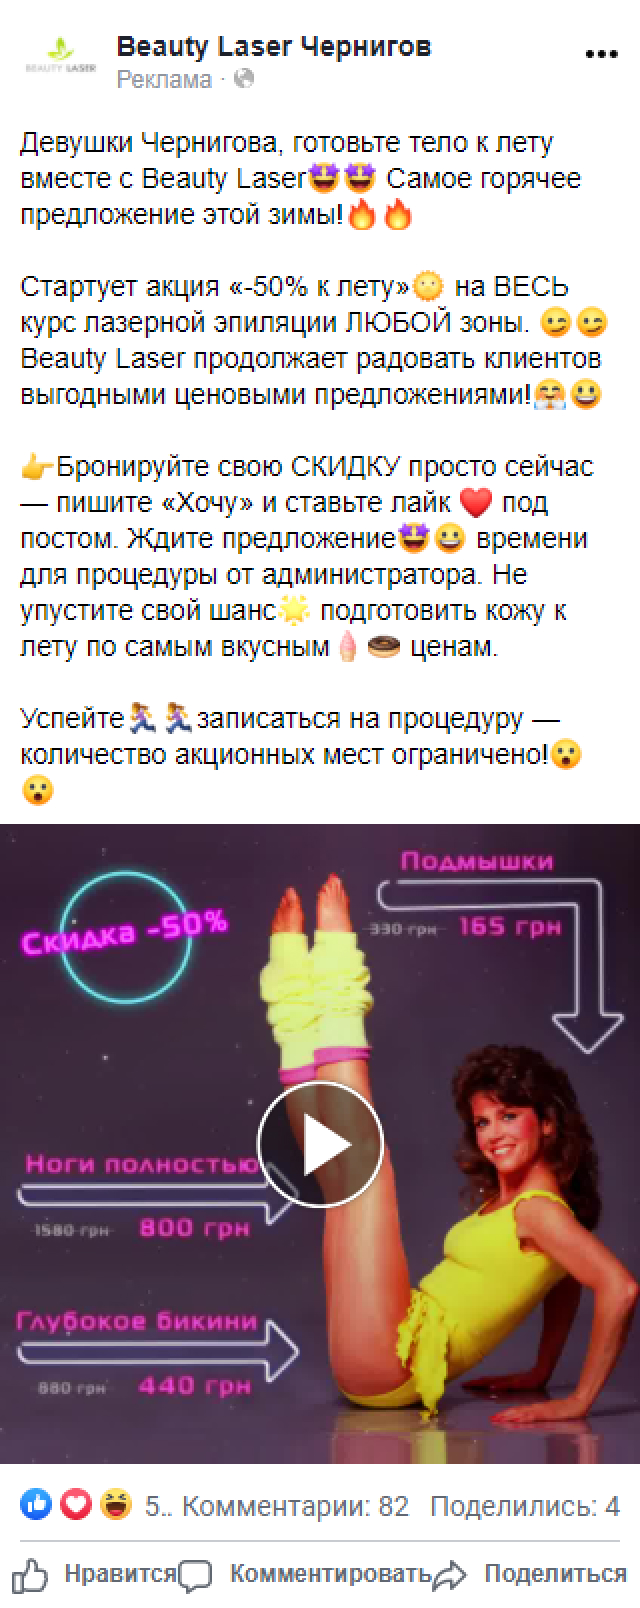 Beauty Laser Чернигов
BEAUTY LASER
Реклама ·
Девушки Чернигова, готовьте тело к лету
вместе с Beauty Laser🤩🤩 Самое горячее
предложение этой зимы!🔥🔥
Стартует акция «-50% к лету»🌞 на ВЕСЬ
курс лазерной эпиляции ЛЮБОЙ зоны. 😏😏
Beauty Laser продолжает радовать клиентов
выгодными ценовыми предложениями!🤗😀
👉Бронируйте свою СКИДКУ просто сейчас
— пишите «Хочу» и ставьте лайк ❤️ под
постом. Ждите предложение🤩😀 времени
для процедуры от администратора. Не
упустите свой шанс🌟 подготовить кожу к
лету по самым вкусным🍦🍩 ценам.
Успейте🏃‍♀️🏃‍♀️записаться на процедуру —
количество акционных мест ограничено!😮
😮
Скидка -50%
Подмышки
330 грн 165 грн
Ноги полностью
1580 грн 800 грн
Глубокое бикини
880 грн 440 грн
5.. Комментарии: 82 Поделились: 4
Нравится Комментировать Поделиться